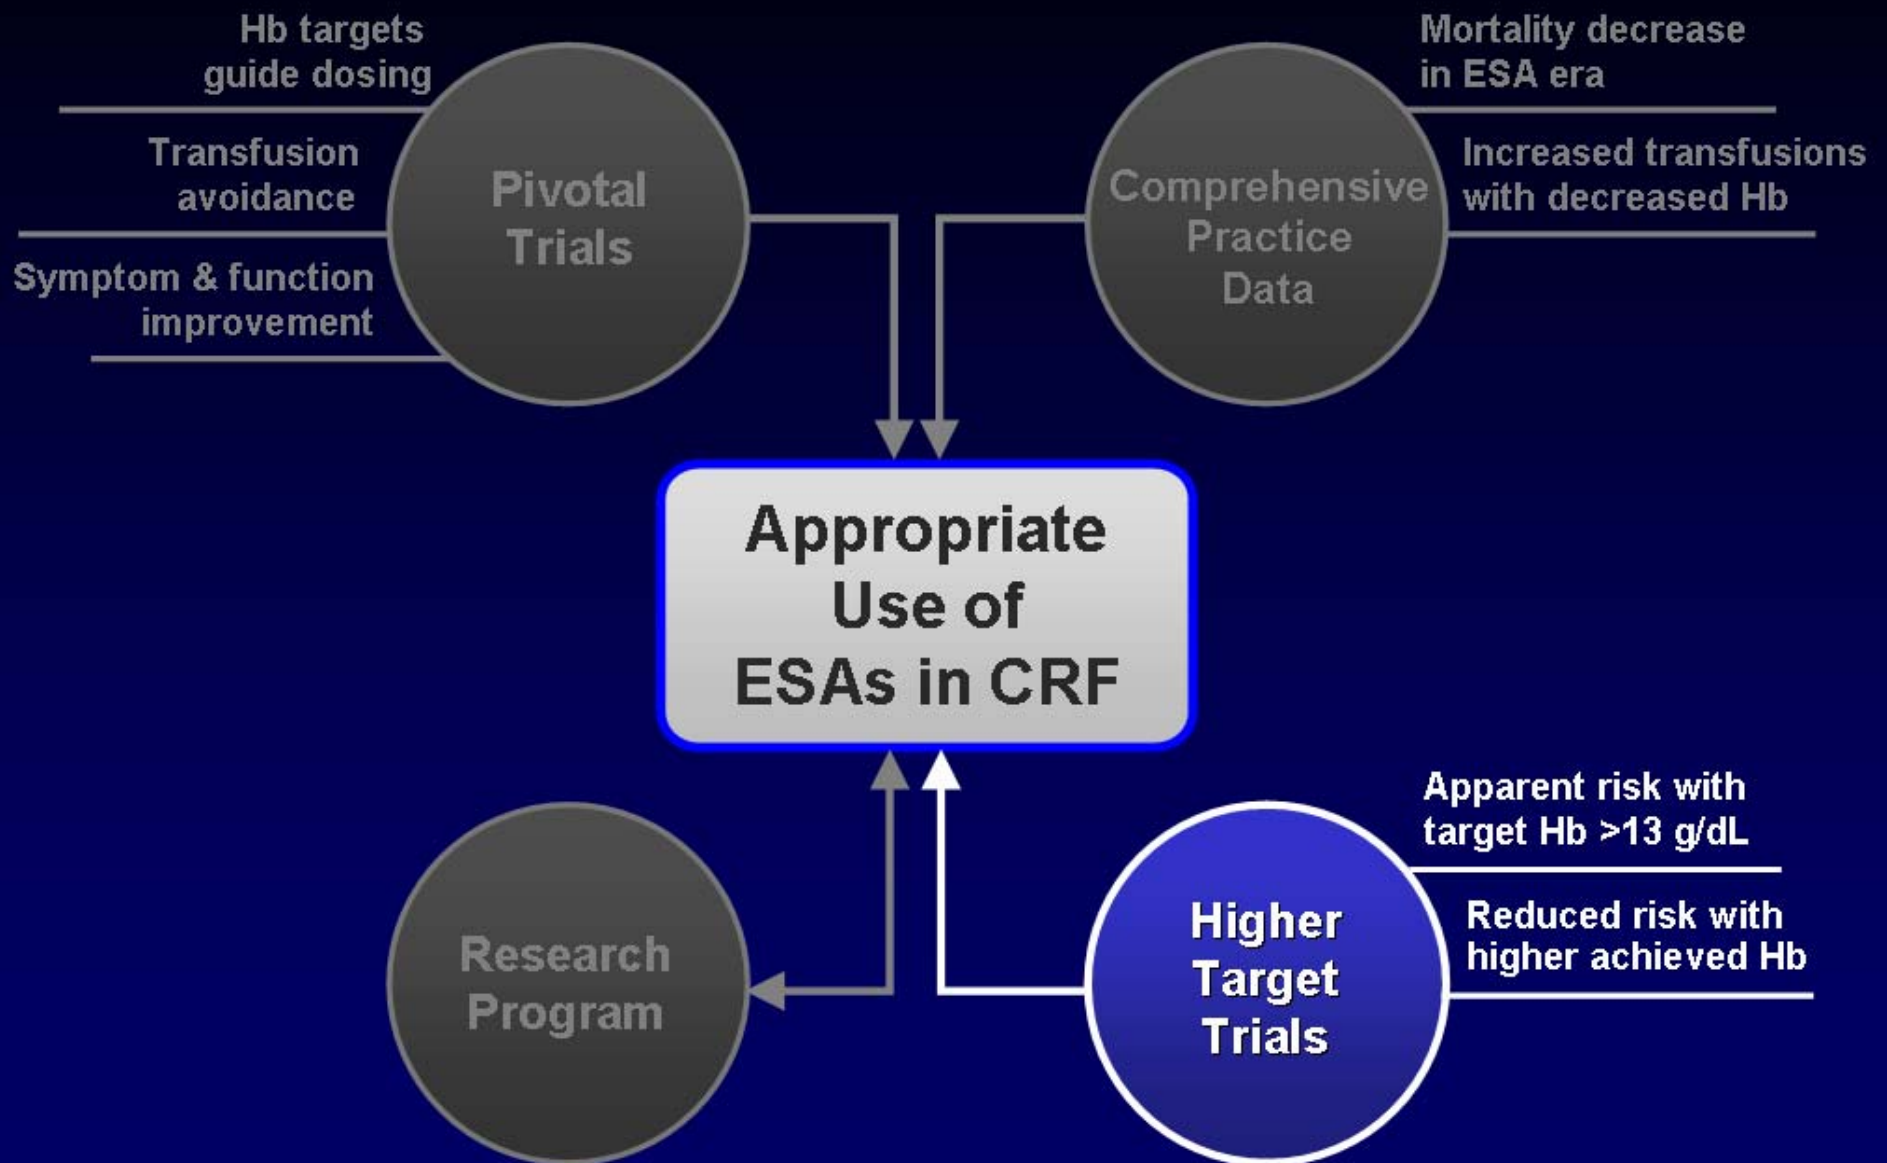 Hb targets
guide dosing
Transfusion
avoidance
Symptom & function
improvement
Pivotal
Trials
Mortality decrease
in ESA era
Increased transfusions
with decreased Hb
Comprehensive
Practice
Data
Appropriate
Use of
ESAs in CRF
Research
Program
Higher
Target
Trials
Apparent risk with
target Hb >13 g/dL
Reduced risk with
higher achieved Hb